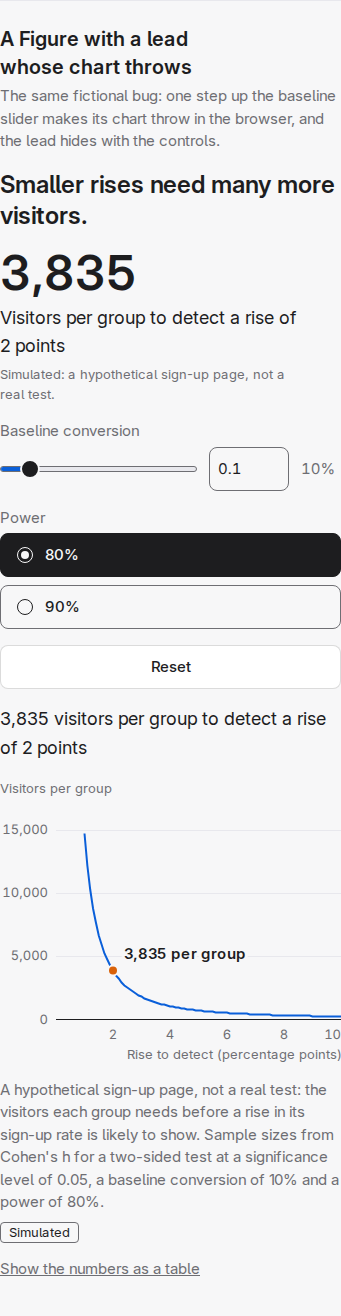 A Figure with a lead
whose chart throws
The same fictional bug: one step up the baseline
slider makes its chart throw in the browser, and
the lead hides with the controls.
Smaller rises need many more
visitors.
3,835
Visitors per group to detect a rise of
2 points
Simulated: a hypothetical sign-up page, not a
real test.
Baseline conversion
0.1 10%
Power
80%
90%
Reset
3,835 visitors per group to detect a rise
of 2 points
Visitors per group
15,000
10,000
5,000
3,835 per group
0
2 4 6 8 10
Rise to detect (percentage points)
A hypothetical sign-up page, not a real test: the
visitors each group needs before a rise in its
sign-up rate is likely to show. Sample sizes from
Cohen's h for a two-sided test at a significance
level of 0.05, a baseline conversion of 10% and a
power of 80%.
Simulated
Show the numbers as a table